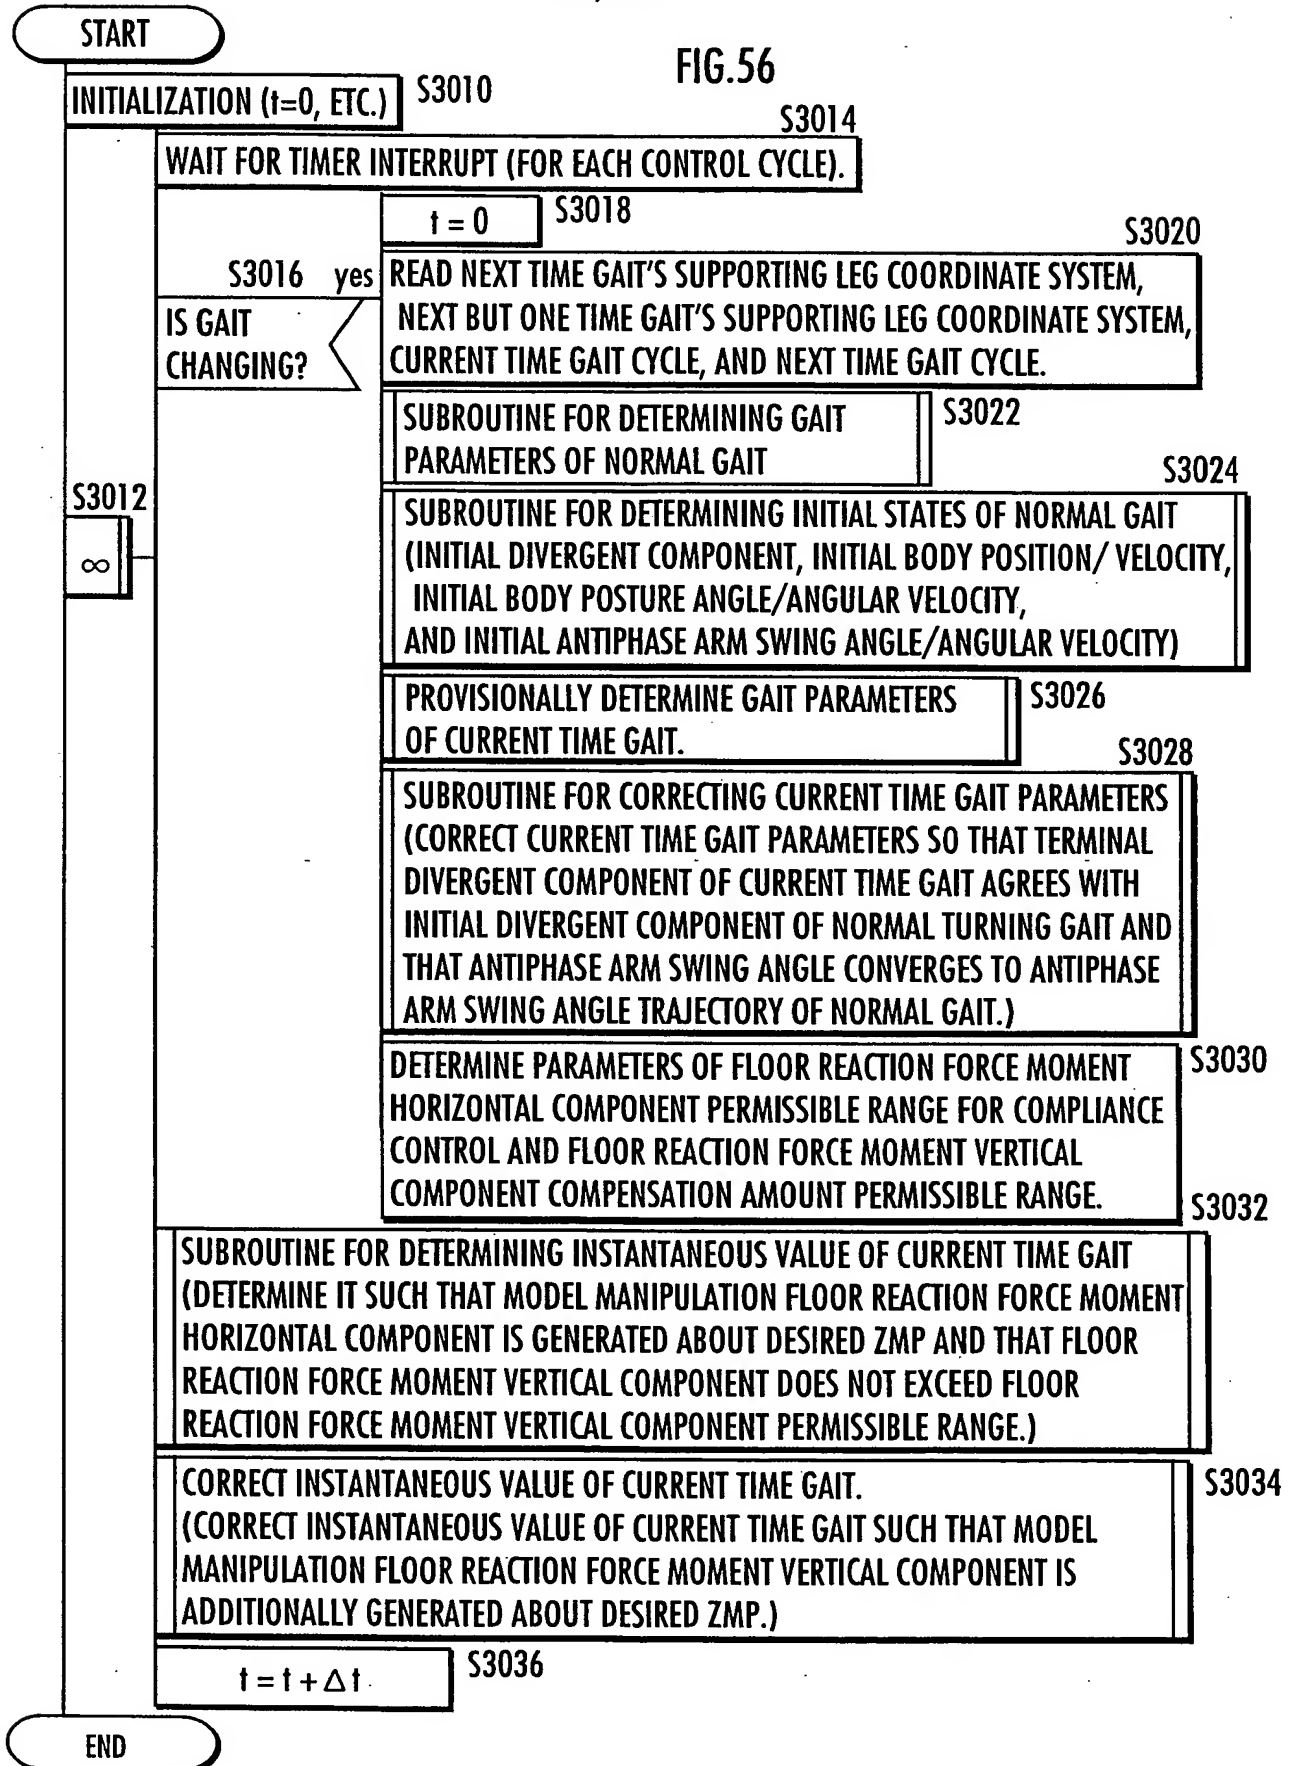 START
FIG.56
INITIALIZATION (t=0, ETC.)
S3010
S3014
WAIT FOR TIMER INTERRUPT (FOR EACH CONTROL CYCLE).
t = 0
S3018
S3020
S3016 yes
READ NEXT TIME GAIT'S SUPPORTING LEG COORDINATE SYSTEM,
NEXT BUT ONE TIME GAIT'S SUPPORTING LEG COORDINATE SYSTEM,
CURRENT TIME GAIT CYCLE, AND NEXT TIME GAIT CYCLE.
IS GAIT
CHANGING?
SUBROUTINE FOR DETERMINING GAIT
PARAMETERS OF NORMAL GAIT
S3022
S3024
S3012
∞
SUBROUTINE FOR DETERMINING INITIAL STATES OF NORMAL GAIT
(INITIAL DIVERGENT COMPONENT, INITIAL BODY POSITION/ VELOCITY,
INITIAL BODY POSTURE ANGLE/ANGULAR VELOCITY,
AND INITIAL ANTIPHASE ARM SWING ANGLE/ANGULAR VELOCITY)
PROVISIONALLY DETERMINE GAIT PARAMETERS
OF CURRENT TIME GAIT.
S3026
S3028
SUBROUTINE FOR CORRECTING CURRENT TIME GAIT PARAMETERS
(CORRECT CURRENT TIME GAIT PARAMETERS SO THAT TERMINAL
DIVERGENT COMPONENT OF CURRENT TIME GAIT AGREES WITH
INITIAL DIVERGENT COMPONENT OF NORMAL TURNING GAIT AND
THAT ANTIPHASE ARM SWING ANGLE CONVERGES TO ANTIPHASE
ARM SWING ANGLE TRAJECTORY OF NORMAL GAIT.)
DETERMINE PARAMETERS OF FLOOR REACTION FORCE MOMENT
HORIZONTAL COMPONENT PERMISSIBLE RANGE FOR COMPLIANCE
CONTROL AND FLOOR REACTION FORCE MOMENT VERTICAL
COMPONENT COMPENSATION AMOUNT PERMISSIBLE RANGE.
S3030
S3032
SUBROUTINE FOR DETERMINING INSTANTANEOUS VALUE OF CURRENT TIME GAIT
(DETERMINE IT SUCH THAT MODEL MANIPULATION FLOOR REACTION FORCE MOMENT
HORIZONTAL COMPONENT IS GENERATED ABOUT DESIRED ZMP AND THAT FLOOR
REACTION FORCE MOMENT VERTICAL COMPONENT DOES NOT EXCEED FLOOR
REACTION FORCE MOMENT VERTICAL COMPONENT PERMISSIBLE RANGE.)
CORRECT INSTANTANEOUS VALUE OF CURRENT TIME GAIT.
(CORRECT INSTANTANEOUS VALUE OF CURRENT TIME GAIT SUCH THAT MODEL
MANIPULATION FLOOR REACTION FORCE MOMENT VERTICAL COMPONENT IS
ADDITIONALLY GENERATED ABOUT DESIRED ZMP.)
S3034
t = t + Δt
S3036
END